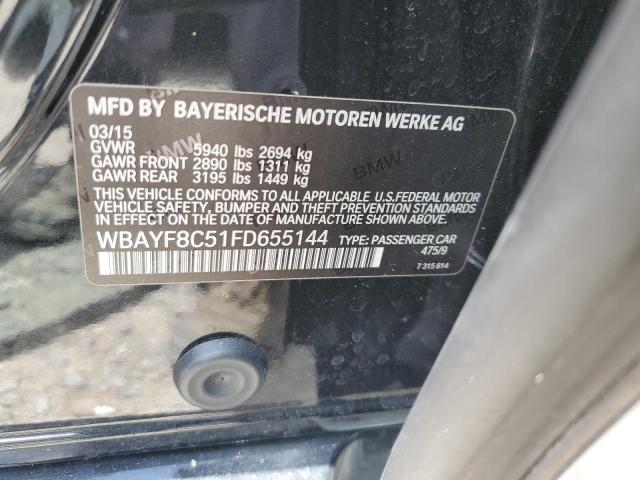 MFD BY BAYERISCHE MOTOREN WERKE AG
03/15
GVWR 5940 lbs 2694 kg
GAWR FRONT 2890 lbs 1311 kg
GAWR REAR 3195 lbs 1449 kg
THIS VEHICLE CONFORMS TO ALL APPLICABLE U.S.FEDERAL MOTOR
VEHICLE SAFETY, BUMPER AND THEFT PREVENTION STANDARDS
IN EFFECT ON THE DATE OF MANUFACTURE SHOWN ABOVE.
WBAYF8C51FD655144 TYPE: PASSENGER CAR
475/9
7 315 814
BMW